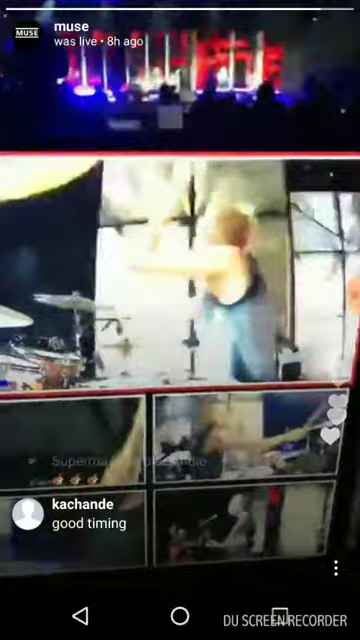 MUSE
muse
was live • 8h ago
kachande
good timing
DU SCREEN RECORDER